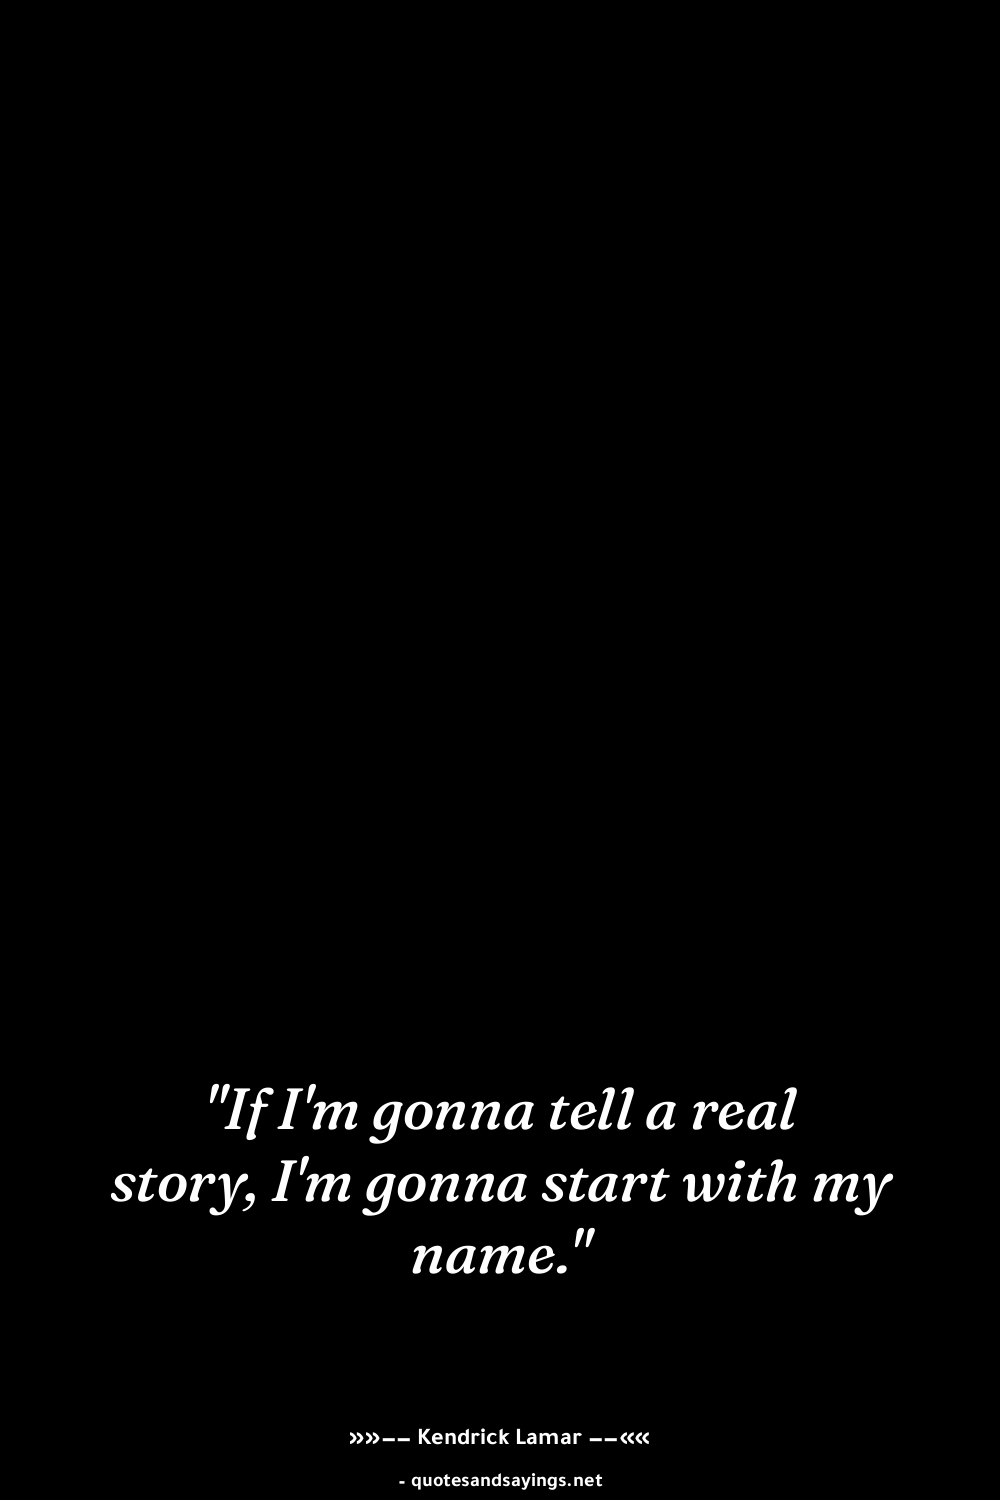 "If I'm gonna tell a real
story, I'm gonna start with my
name."
»»−− Kendrick Lamar −−««
- quotesandsayings.net